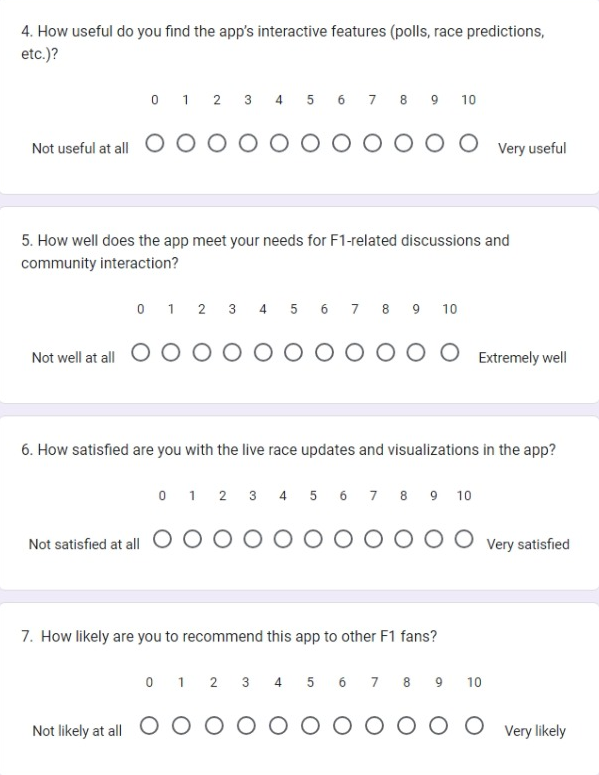 4. How useful do you find the app's interactive features (polls, race predictions,
etc.)?
0 1 2 3 4 5 6 7 8 9 10
Not useful at all Very useful
5. How well does the app meet your needs for F1-related discussions and
community interaction?
0 1 2 3 4 5 6 7 8 9 10
Not well at all Extremely well
6. How satisfied are you with the live race updates and visualizations in the app?
0 1 2 3 4 5 6 7 8 9 10
Not satisfied at all Very satisfied
7. How likely are you to recommend this app to other F1 fans?
0 1 2 3 4 5 6 7 8 9 10
Not likely at all Very likely